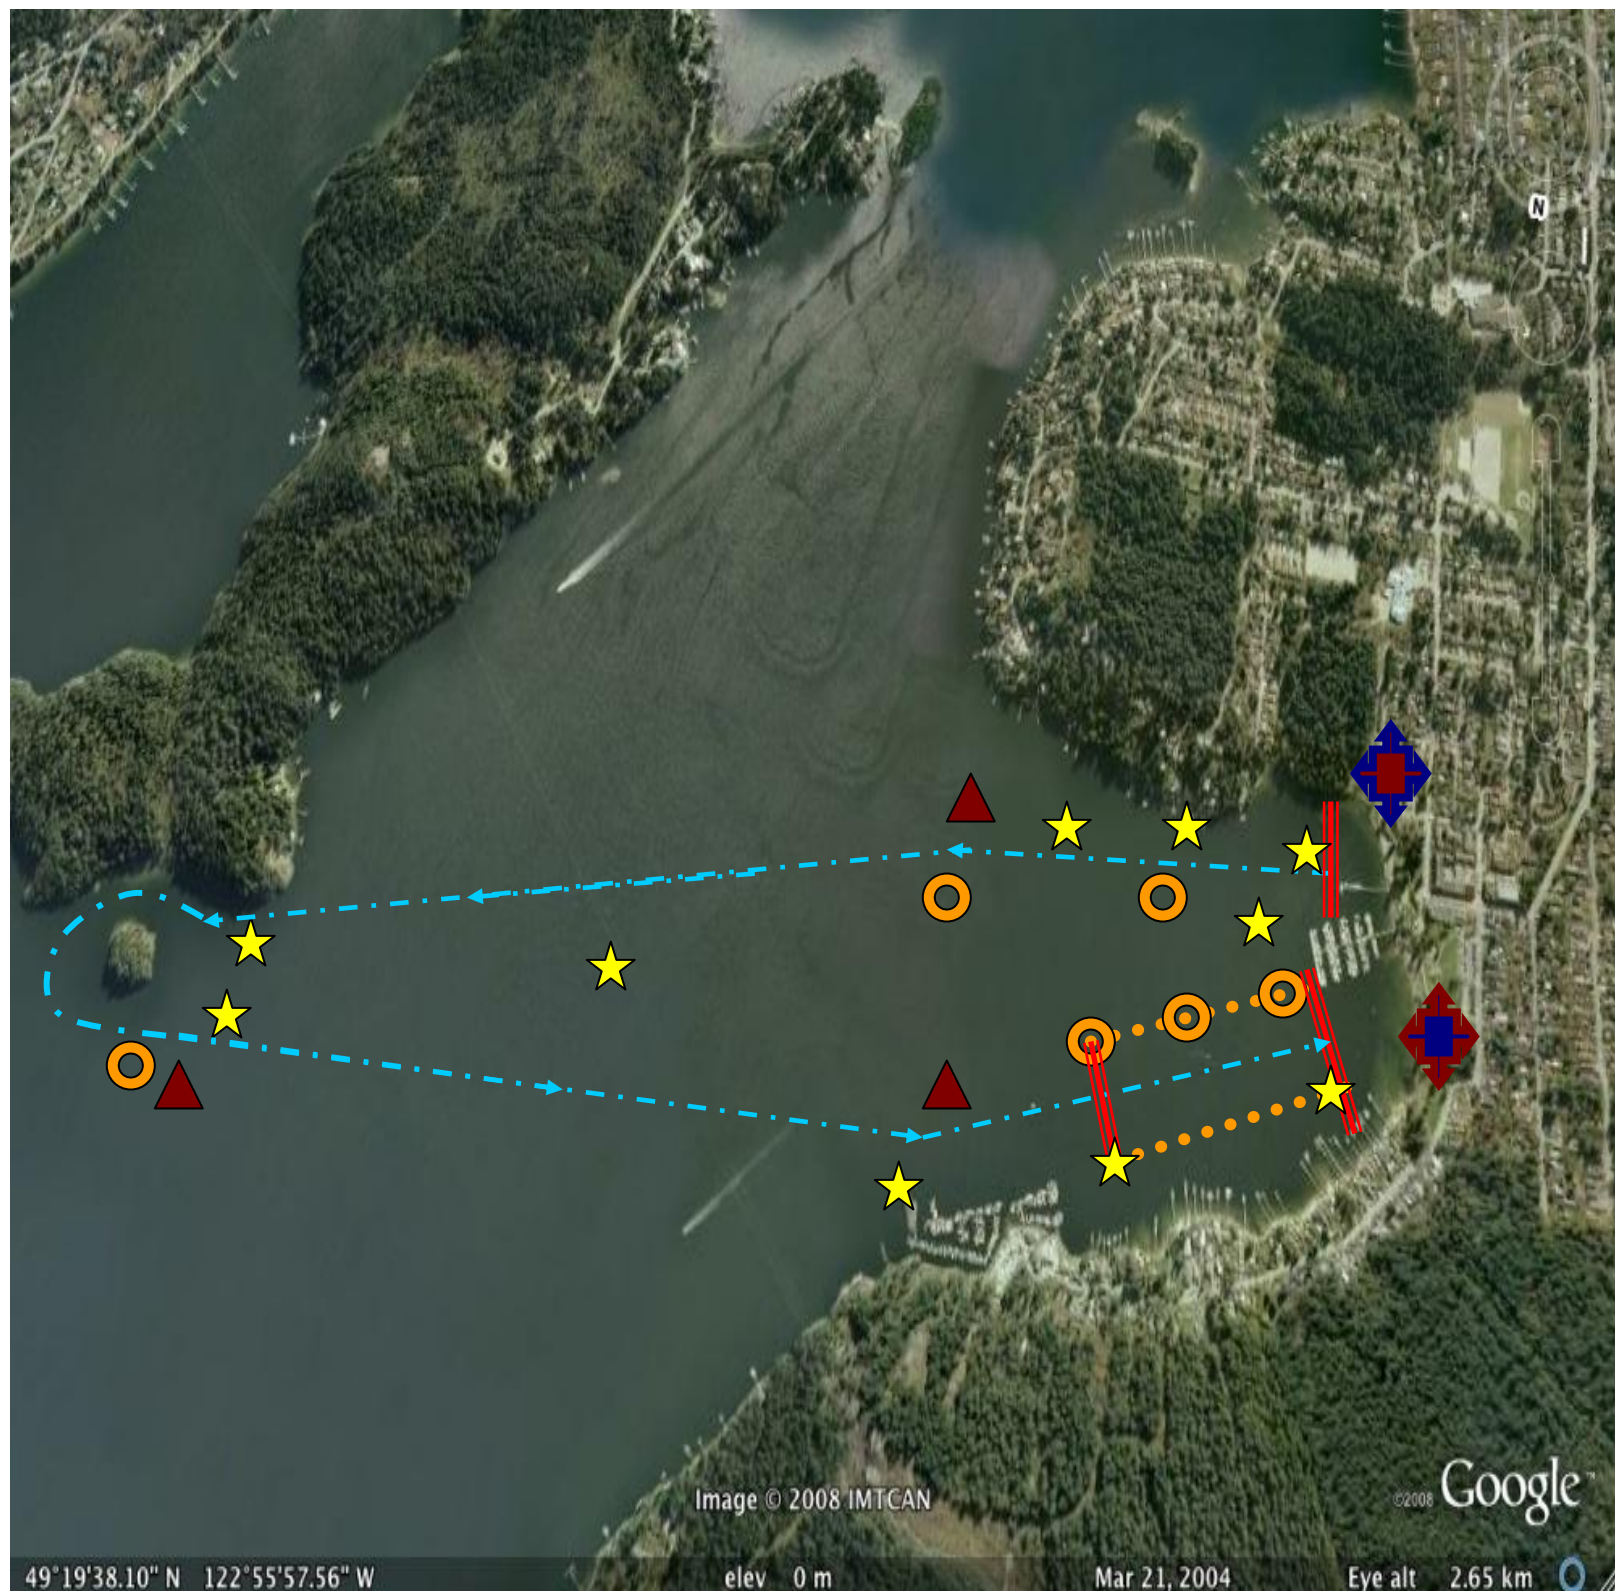 N
Image © 2008 IMTCAN
©2008 Google™
49°19'38.10" N 122°55'57.56" W elev 0 m Mar 21, 2004 Eye alt 2.65 km